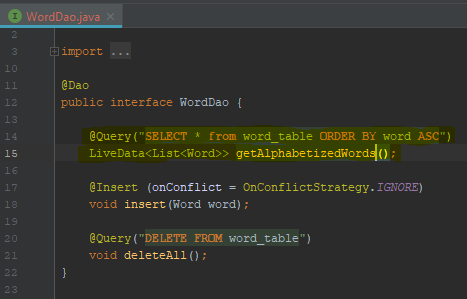 WordDao.java
2
3 import ...
10
11 @Dao
12 public interface WordDao {
13
14 @Query("SELECT * from word_table ORDER BY word ASC")
15 LiveData<List<Word>> getAlphabetizedWords();
16
17 @Insert (onConflict = OnConflictStrategy.IGNORE)
18 void insert(Word word);
19
20 @Query("DELETE FROM word_table")
21 void deleteAll();
22 }
23